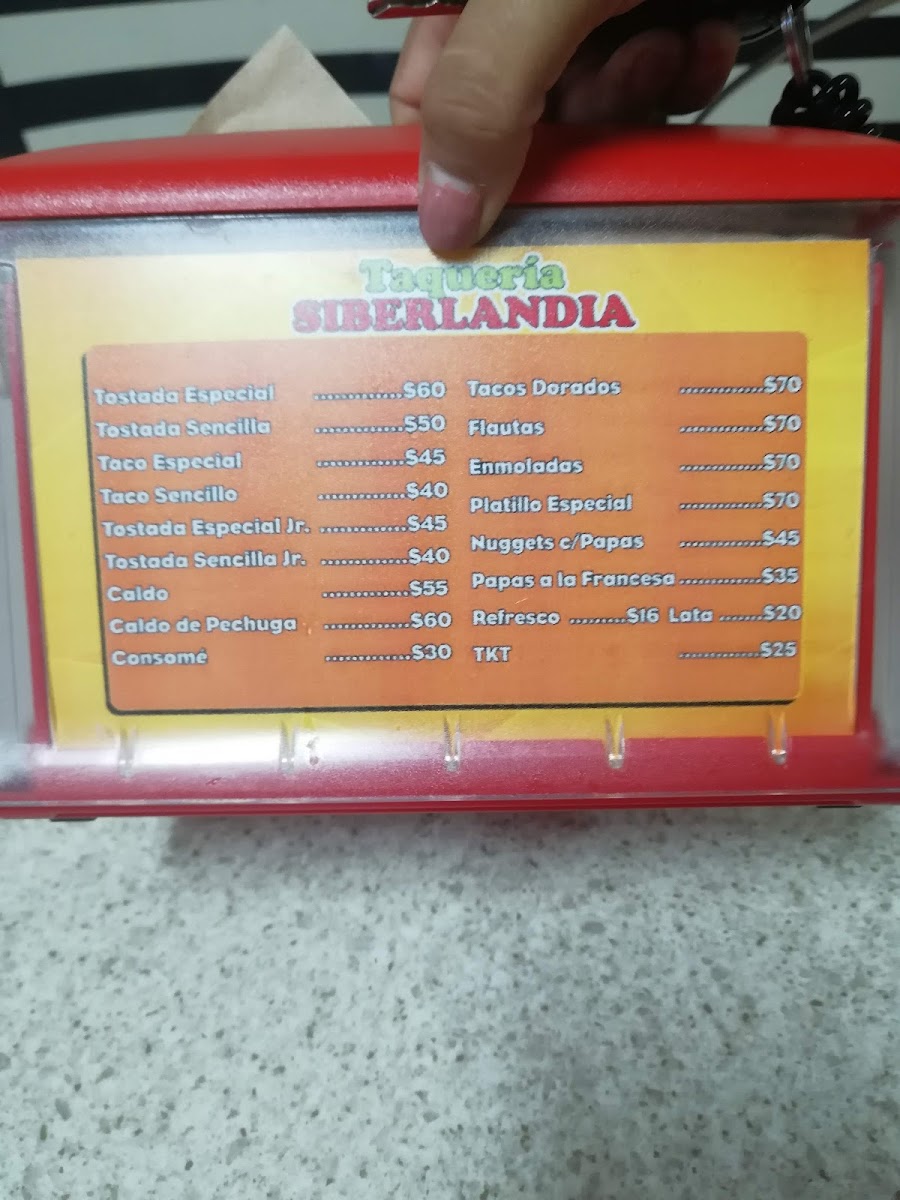 Taquería
SIBERLANDIA
Tostada Especial .............$60
Tostada Sencilla .............$50
Taco Especial .............$45
Taco Sencillo .............$40
Tostada Especial Jr. .............$45
Tostada Sencilla Jr. .............$40
Caldo .............$55
Caldo de Pechuga .............$60
Consomé .............$30
Tacos Dorados .............$70
Flautas .............$70
Enmoladas .............$70
Platillo Especial .............$70
Nuggets c/Papas .............$45
Papas a la Francesa.............$35
Refresco .........$16 Lata .......$20
TKT .............$25